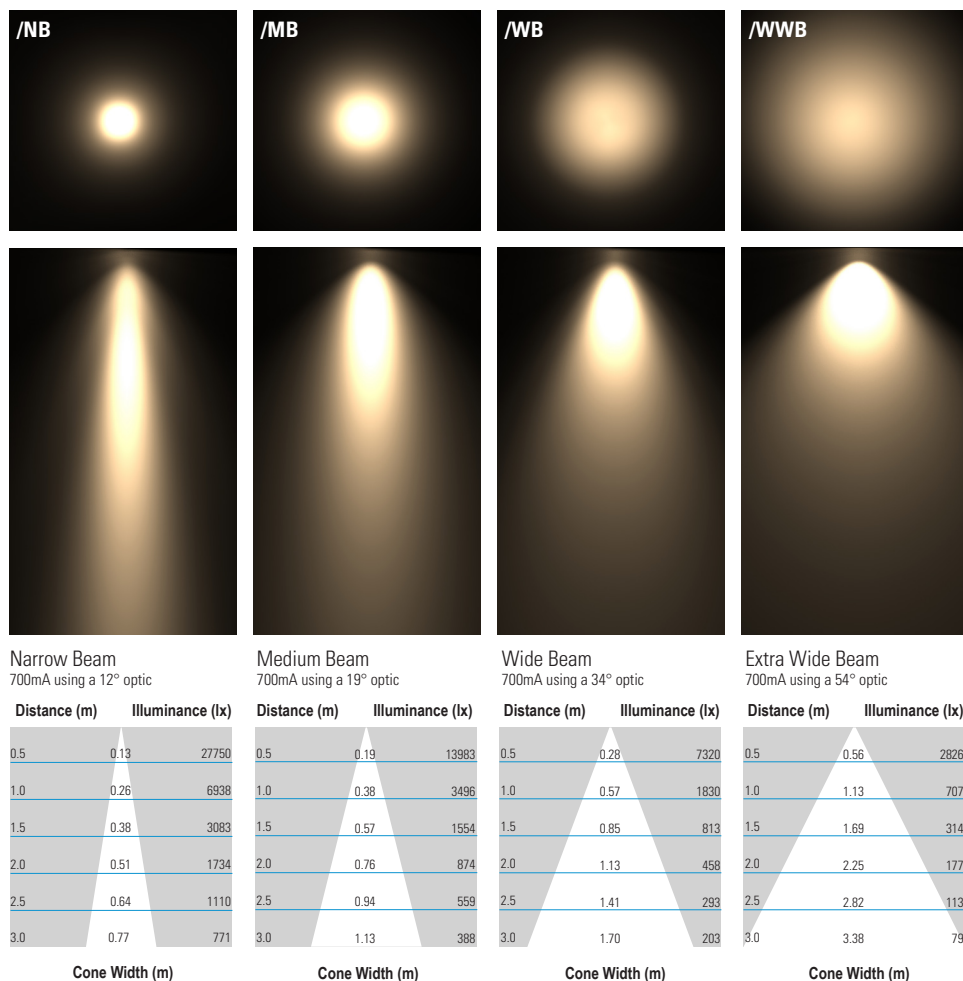 /NB
/MB
/WB
/WWB
Narrow Beam
700mA using a 12° optic
Distance (m) Illuminance (lx)
0.5 0.13 27750
1.0 0.26 6938
1.5 0.38 3083
2.0 0.51 1734
2.5 0.64 1110
3.0 0.77 771
Cone Width (m)
Medium Beam
700mA using a 19° optic
Distance (m) Illuminance (lx)
0.5 0.19 13983
1.0 0.38 3496
1.5 0.57 1554
2.0 0.76 874
2.5 0.94 559
3.0 1.13 388
Cone Width (m)
Wide Beam
700mA using a 34° optic
Distance (m) Illuminance (lx)
0.5 0.28 7320
1.0 0.57 1830
1.5 0.85 813
2.0 1.13 458
2.5 1.41 293
3.0 1.70 203
Cone Width (m)
Extra Wide Beam
700mA using a 54° optic
Distance (m) Illuminance (lx)
0.5 0.56 2826
1.0 1.13 707
1.5 1.69 314
2.0 2.25 177
2.5 2.82 113
3.0 3.38 79
Cone Width (m)